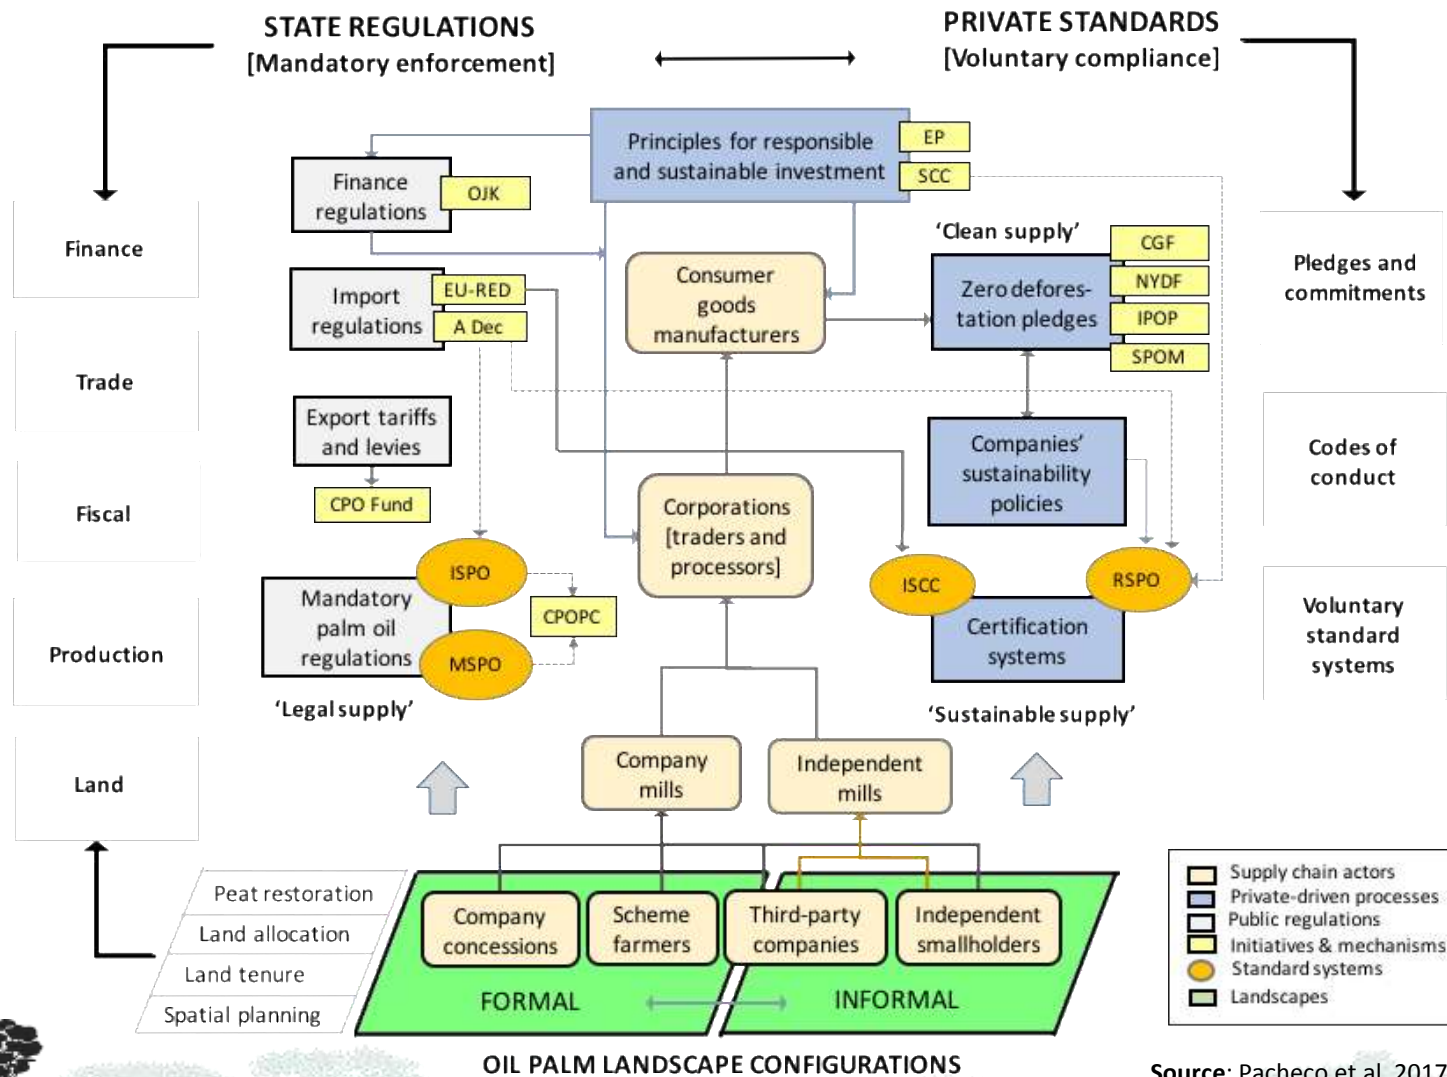 STATE REGULATIONS
[Mandatory enforcement]
PRIVATE STANDARDS
[Voluntary compliance]
Finance
Trade
Fiscal
Production
Land
Principles for responsible
and sustainable investment
EP
SCC
Finance
regulations
OJK
Import
regulations
EU-RED
A Dec
Export tariffs
and levies
CPO Fund
Mandatory
palm oil
regulations
ISPO
MSPO
CPOPC
'Legal supply'
Consumer
goods
manufacturers
Corporations
[traders and
processors]
Company
mills
Independent
mills
'Clean supply'
Zero defores-
tation pledges
CGF
NYDF
IPOP
SPOM
Companies'
sustainability
policies
ISCC
RSPO
Certification
systems
'Sustainable supply'
Pledges and
commitments
Codes of
conduct
Voluntary
standard
systems
Peat restoration
Land allocation
Land tenure
Spatial planning
Company
concessions
Scheme
farmers
Third-party
companies
Independent
smallholders
FORMAL
INFORMAL
OIL PALM LANDSCAPE CONFIGURATIONS
Supply chain actors
Private-driven processes
Public regulations
Initiatives & mechanisms
Standard systems
Landscapes
Source: Pacheco et al. 2017